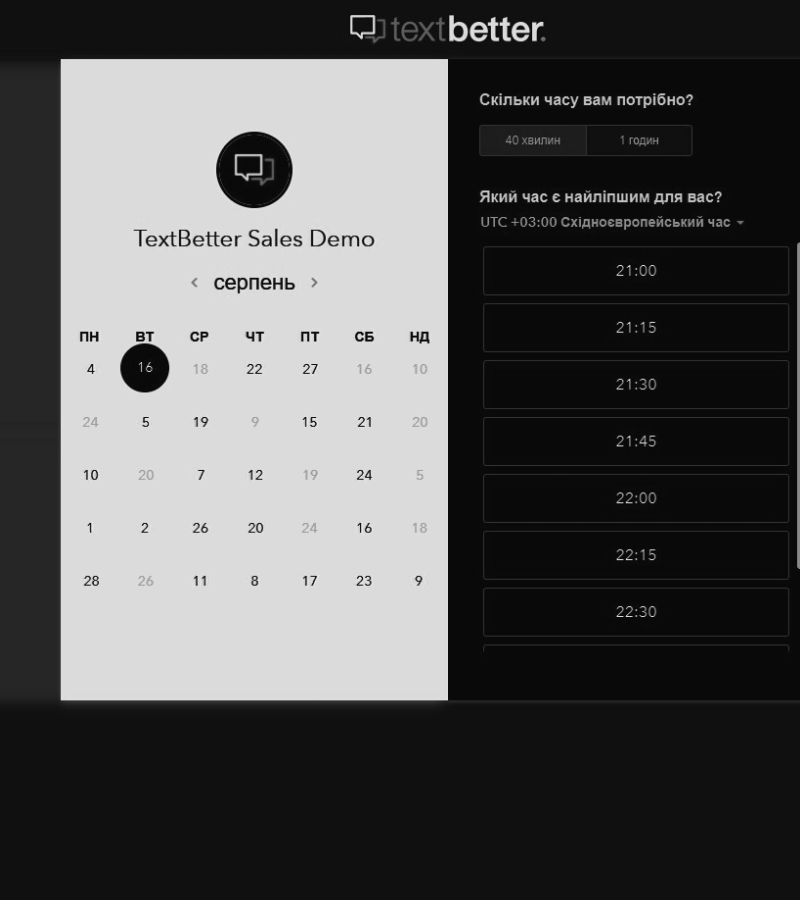 textbetter.
TextBetter Sales Demo
< серпень >
ПН ВТ СР ЧТ ПТ СБ НД
4 16 18 22 27 16 10
24 5 19 9 15 21 20
10 20 7 12 19 24 5
1 2 26 20 24 16 18
28 26 11 8 17 23 9
Скільки часу вам потрібно?
40 хвилин 1 годин
Який час є найліпшим для вас?
UTC +03:00 Східноєвропейський час
21:00
21:15
21:30
21:45
22:00
22:15
22:30